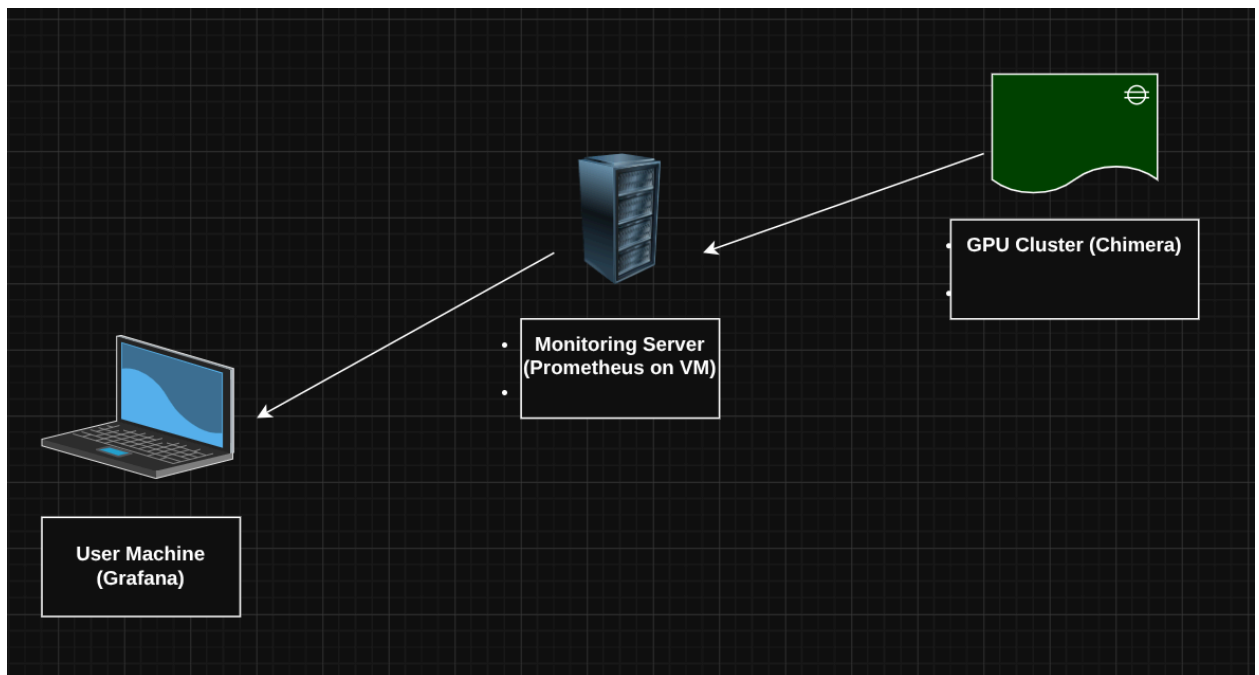 GPU Cluster (Chimera)
Monitoring Server
(Prometheus on VM)
User Machine
(Grafana)